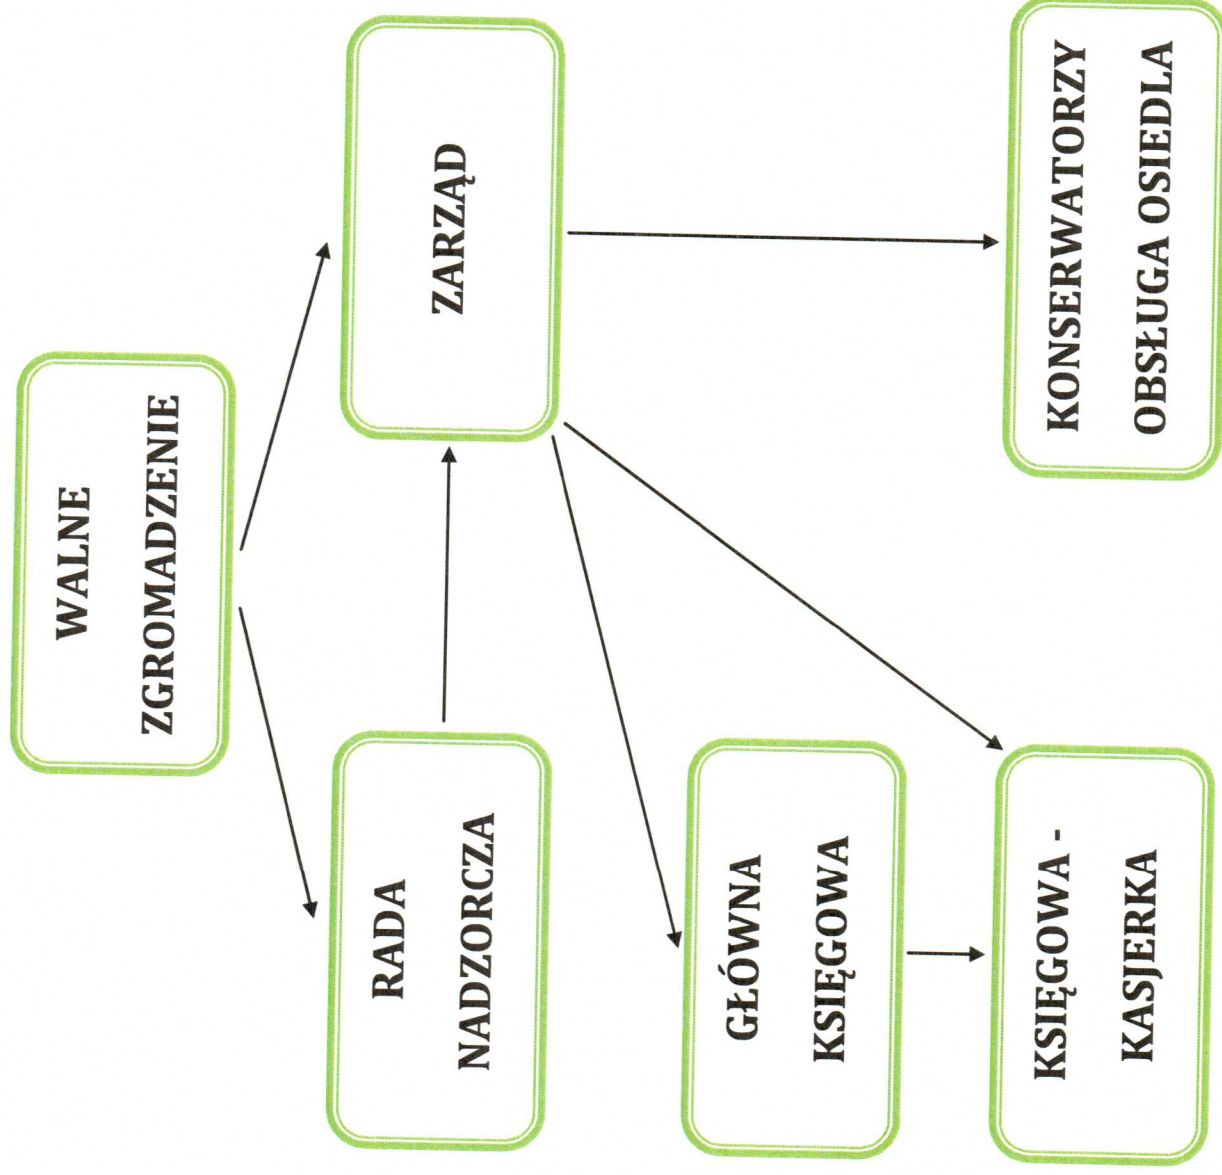 WALNE
ZGROMADZENIE
RADA
NADZORCZA
ZARZĄD
GŁÓWNA
KSIĘGOWA
KSIĘGOWA -
KASJERKA
KONSERWATORZY
OBSŁUGA OSIEDLA